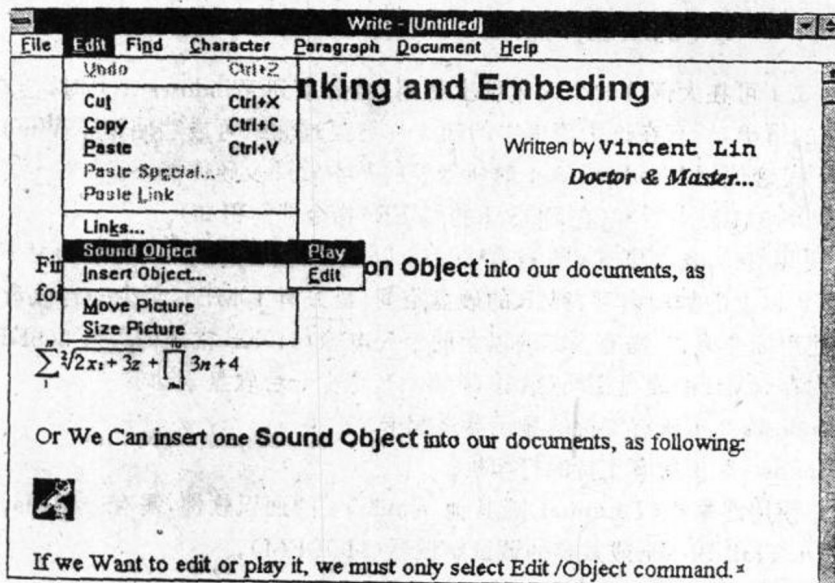 Write - [Untitled]
File Edit Find Character Paragraph Document Help
Undo Ctrl+Z
Cut Ctrl+X
Copy Ctrl+C
Paste Ctrl+V
Paste Special...
Paste Link
Links...
Sound Object
Insert Object...
Move Picture
Size Picture
Play
Edit
nking and Embeding
Written by Vincent Lin
Doctor & Master...
on Object into our documents, as
fol
3n+4
Or We Can insert one Sound Object into our documents, as following:
If we Want to edit or play it, we must only select Edit /Object command.¤